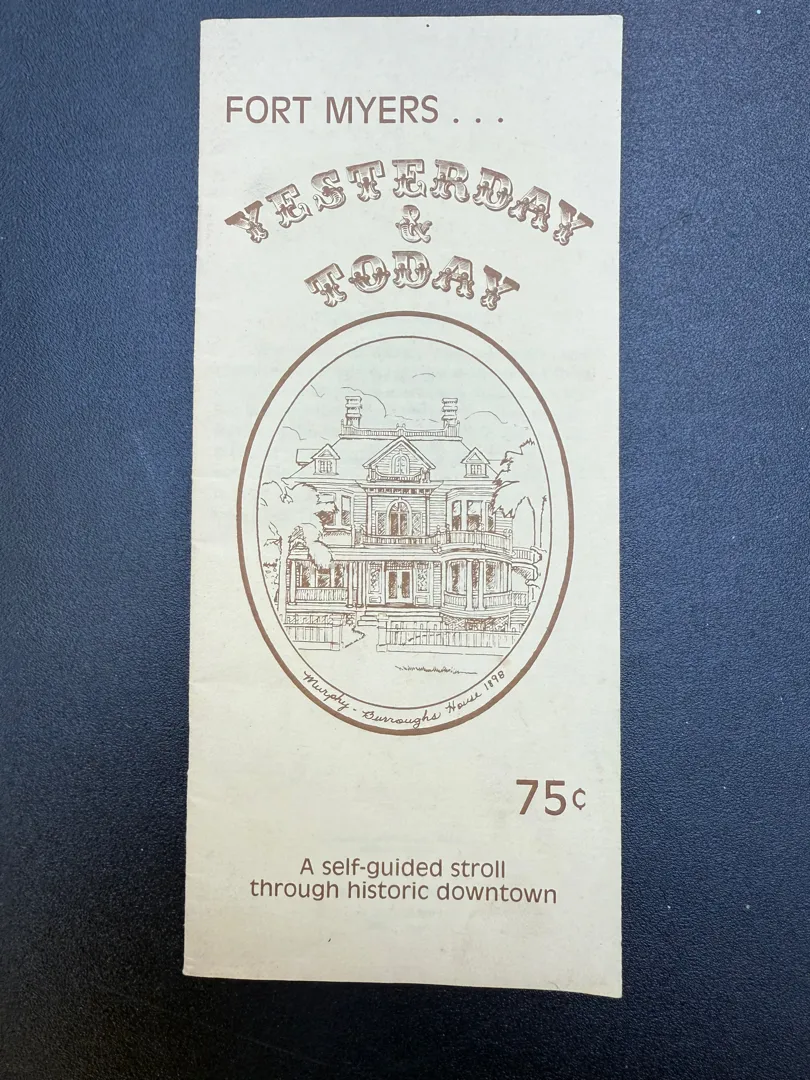 FORT MYERS . . .
YESTERDAY
&
TODAY
Murphy - Burroughs House 1898
75¢
A self-guided stroll
through historic downtown